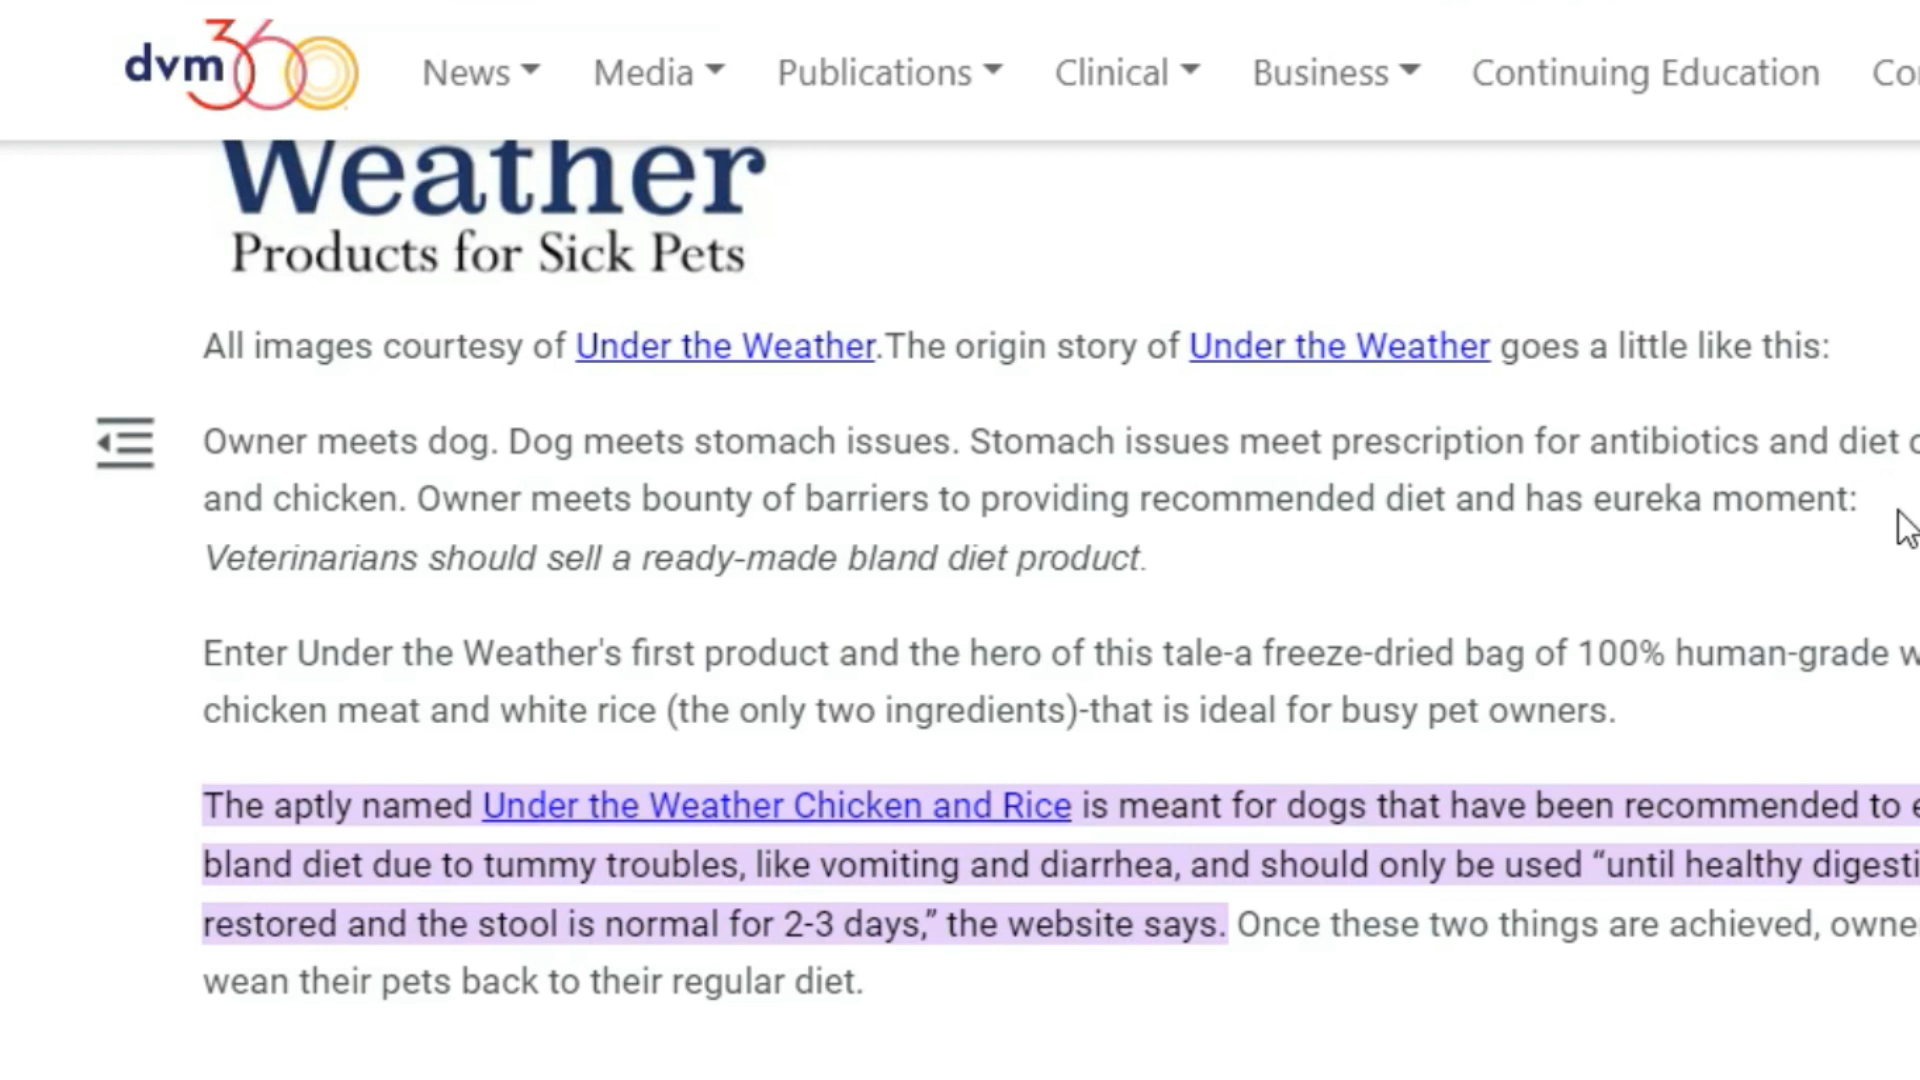 dvm360
News Media Publications Clinical Business Continuing Education
Weather
Products for Sick Pets
All images courtesy of Under the Weather.The origin story of Under the Weather goes a little like this:
Owner meets dog. Dog meets stomach issues. Stomach issues meet prescription for antibiotics and diet
and chicken. Owner meets bounty of barriers to providing recommended diet and has eureka moment:
Veterinarians should sell a ready-made bland diet product.
Enter Under the Weather's first product and the hero of this tale-a freeze-dried bag of 100% human-grade
chicken meat and white rice (the only two ingredients)-that is ideal for busy pet owners.
The aptly named Under the Weather Chicken and Rice is meant for dogs that have been recommended to
bland diet due to tummy troubles, like vomiting and diarrhea, and should only be used “until healthy
restored and the stool is normal for 2-3 days,” the website says. Once these two things are achieved,
wean their pets back to their regular diet.